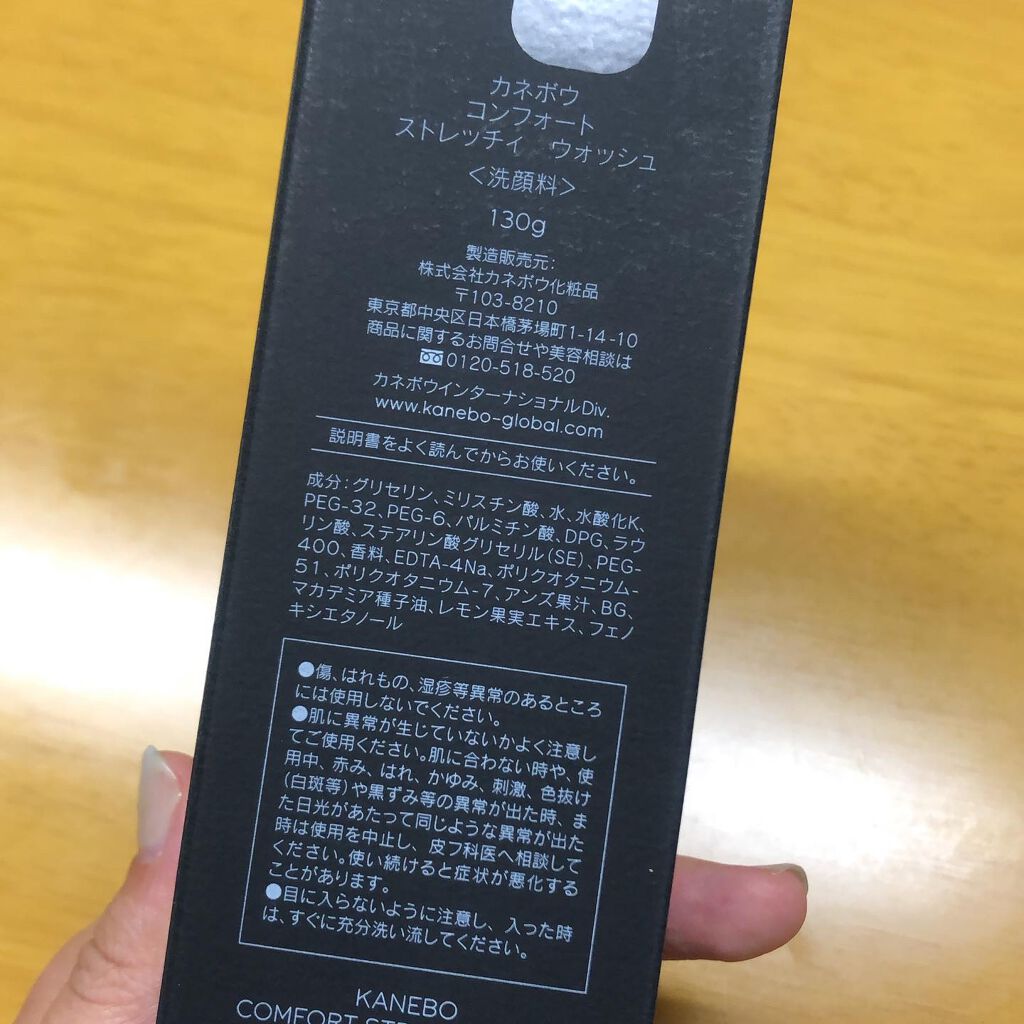 カネボウ
コンフォート
ストレッチィ ウォッシュ
<洗顔料>
130g
製造販売元:
株式会社カネボウ化粧品
〒103-8210
東京都中央区日本橋茅場町1-14-10
商品に関するお問合せや美容相談は
0120-518-520
カネボウインターナショナルDiv.
www.kanebo-global.com
説明書をよく読んでからお使いください。
成分:グリセリン、ミリスチン酸、水、水酸化K、
PEG-32、PEG-6、パルミチン酸、DPG、ラウ
リン酸、ステアリン酸グリセリル(SE)、PEG-
400、香料、EDTA-4Na、ポリクオタニウム-
51、ポリクオタニウム-7、アンズ果汁、BG、
マカデミア種子油、レモン果実エキス、フェノ
キシエタノール
●傷、はれもの、湿疹等異常のあるところ
には使用しないでください。
●肌に異常が生じていないかよく注意し
てご使用ください。肌に合わない時や、使
用中、赤み、はれ、かゆみ、刺激、色抜け
(白斑等)や黒ずみ等の異常が出た時、ま
た日光があたって同じような異常が出た
時は使用を中止し、皮フ科医へ相談して
ください。使い続けると症状が悪化する
ことがあります。
●目に入らないように注意し、入った時
は、すぐに充分洗い流してください。
KANEBO
COMFORT